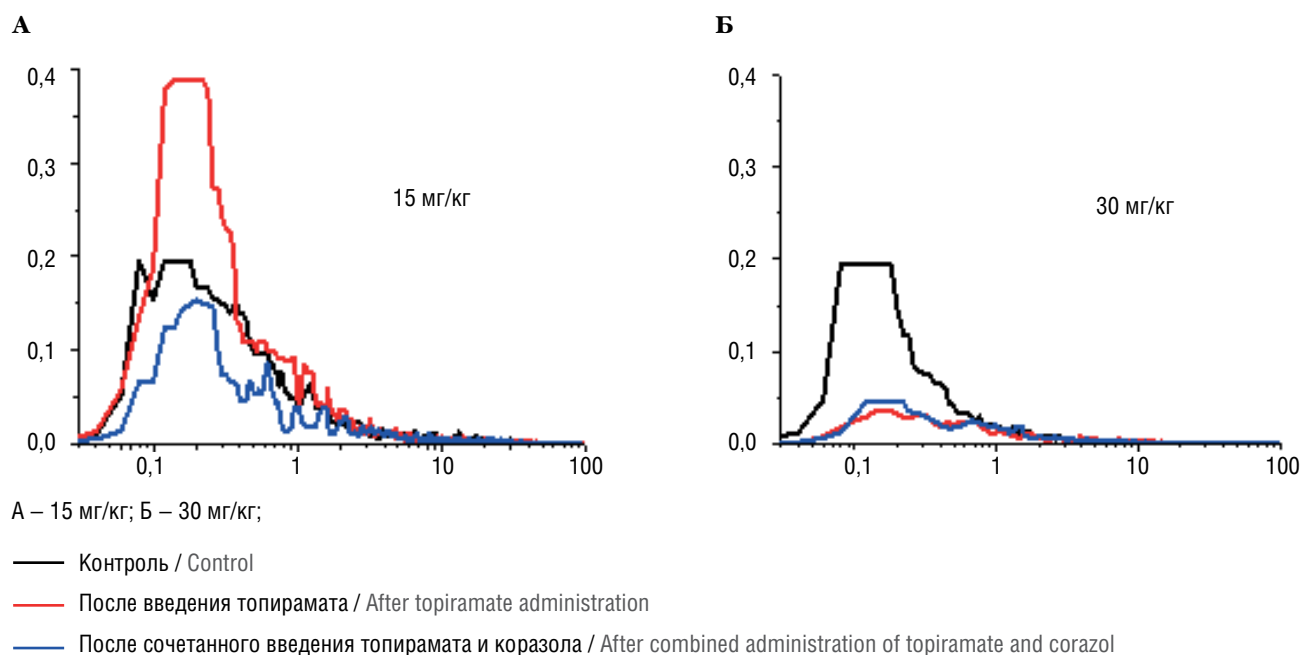 А
Б
0,4
0,3
0,2
0,1
0,0
15 мг/кг
0,1 1 10 100
0,4
0,3
0,2
0,1
0,0
30 мг/кг
0,1 1 10 100
А – 15 мг/кг; Б – 30 мг/кг;
Контроль / Control
После введения топирамата / After topiramate administration
После сочетанного введения топирамата и коразола / After combined administration of topiramate and corazol